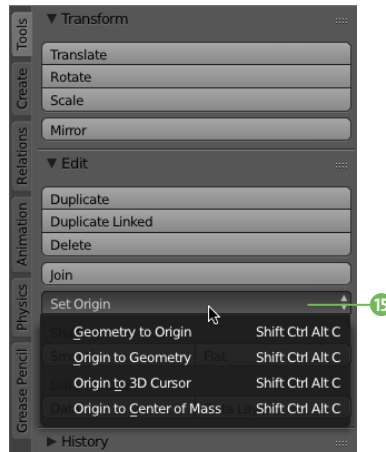 Tools
Create
Relations
Animation
Physics
Grease Pencil
Transform
Translate
Rotate
Scale
Mirror
Edit
Duplicate
Duplicate Linked
Delete
Join
Set Origin
15
Geometry to Origin Shift Ctrl Alt C
Origin to Geometry Shift Ctrl Alt C
Origin to 3D Cursor Shift Ctrl Alt C
Origin to Center of Mass Shift Ctrl Alt C
Flat
History